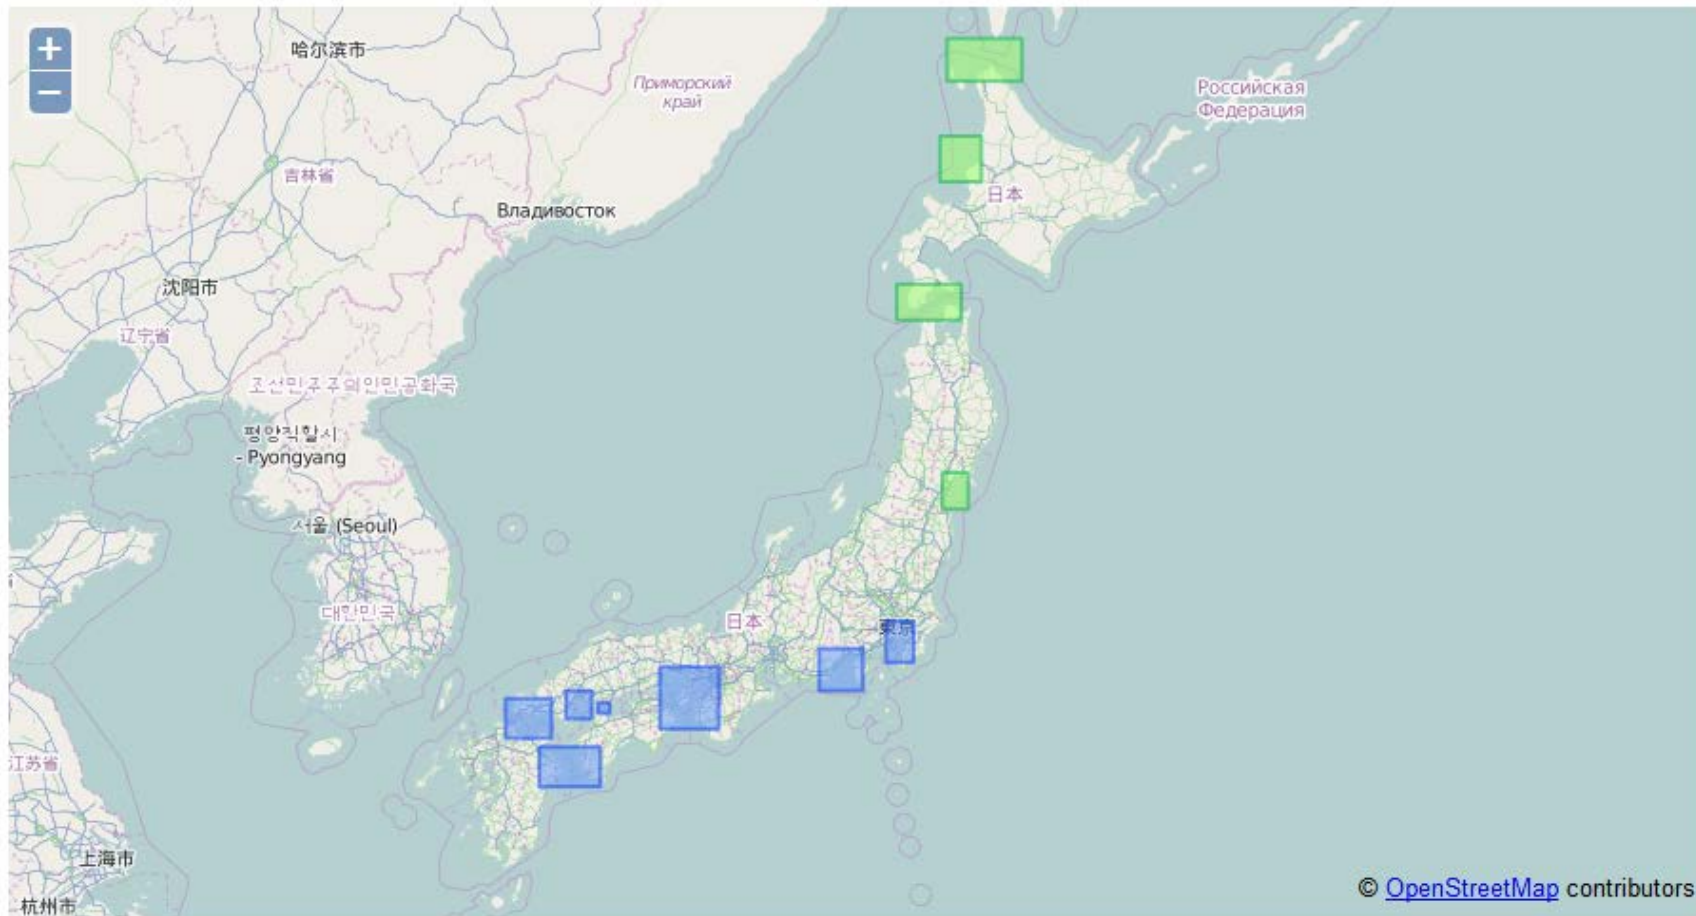 +
−
哈尔滨市
Приморский
край
Российская
Федерация
吉林省
日本
Владивосток
沈阳市
辽宁省
조선민주주의인민공화국
평양직할시
- Pyongyang
서울 (Seoul)
대한민국
日本
東京
江苏省
上海市
杭州市
© OpenStreetMap contributors